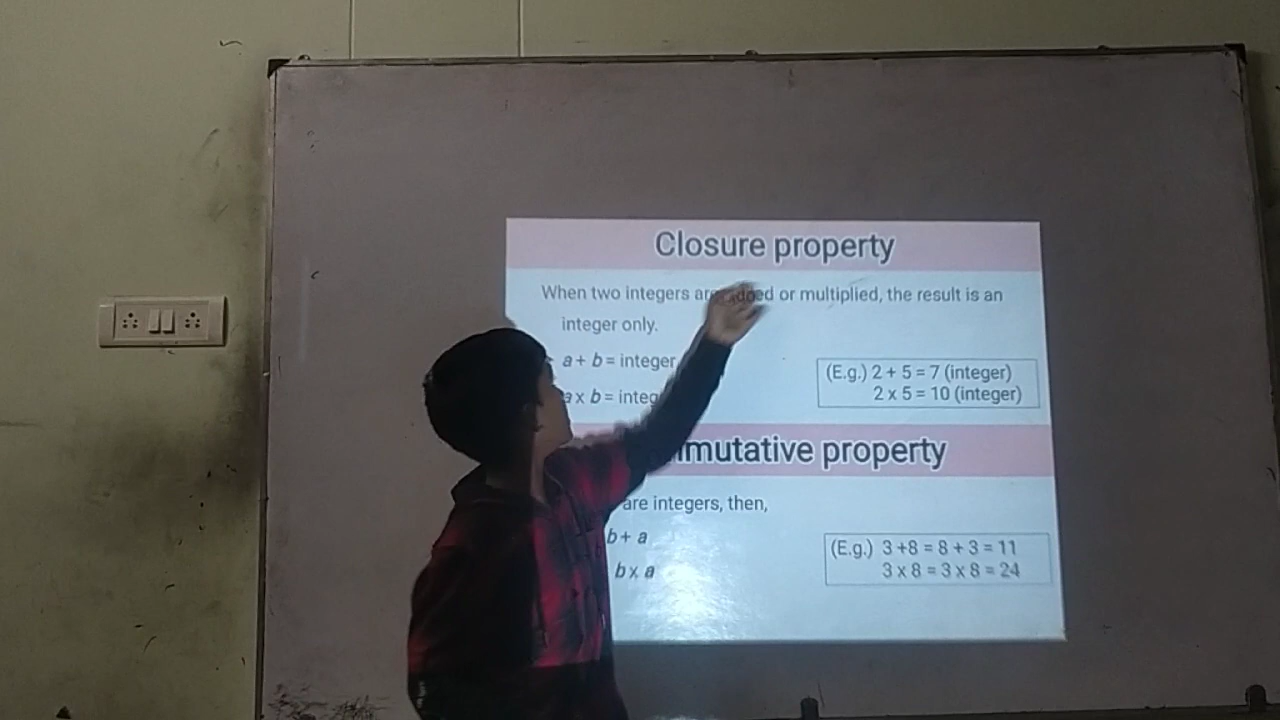 Closure property
When two integers are added or multiplied, the result is an
integer only.
a + b = integer
a x b = integ
(E.g.) 2 + 5 = 7 (integer)
2 x 5 = 10 (integer)
mutative property
are integers, then,
b + a
b x a
(E.g.) 3 +8 = 8 + 3 = 11
3 x 8 = 3 x 8 = 24